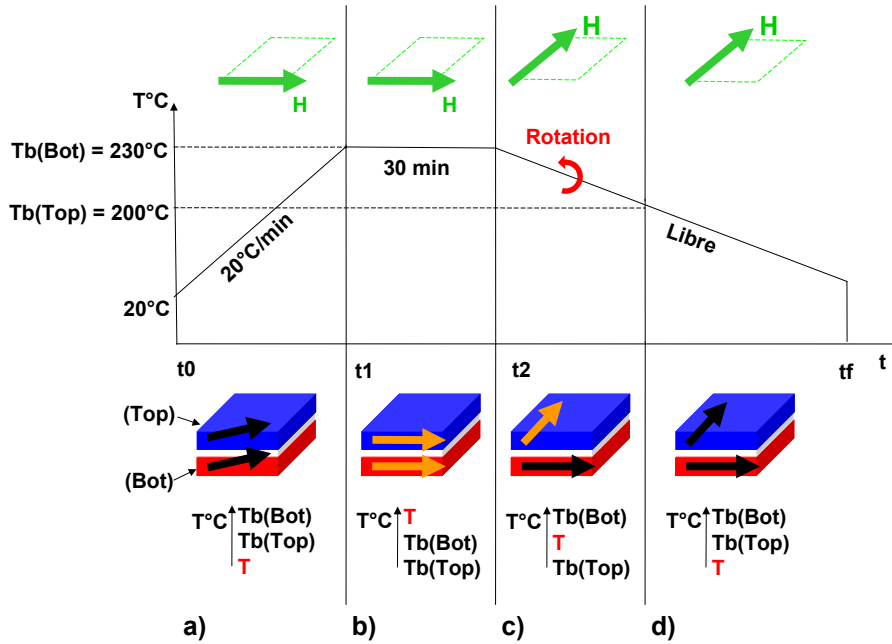 H
H
H
H
T°C
Tb(Bot) = 230°C
Rotation
30 min
Tb(Top) = 200°C
20°C/min
Libre
20°C
t0
t1
t2
tf
t
(Top)
(Bot)
T°C
Tb(Bot)
Tb(Top)
T
T°C
T
Tb(Bot)
Tb(Top)
T°C
Tb(Bot)
T
Tb(Top)
T°C
Tb(Bot)
Tb(Top)
T
a)
b)
c)
d)